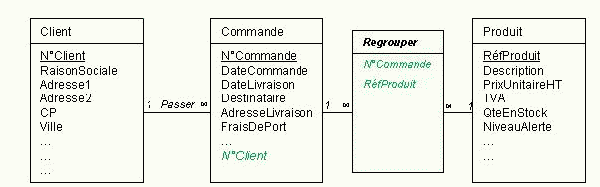 Client
N°Client
RaisonSociale
Adresse1
Adresse2
CP
Ville
...
...
1 Passer ∞
Commande
N°Commande
DateCommande
DateLivraison
Destinataire
AdresseLivraison
FraisDePort
...
N°Client
1 ∞
Regrouper
N°Commande
RéfProduit
∞ 1
Produit
RéfProduit
Description
PrixUnitaireHT
TVA
QteEnStock
NiveauAlerte
...
...